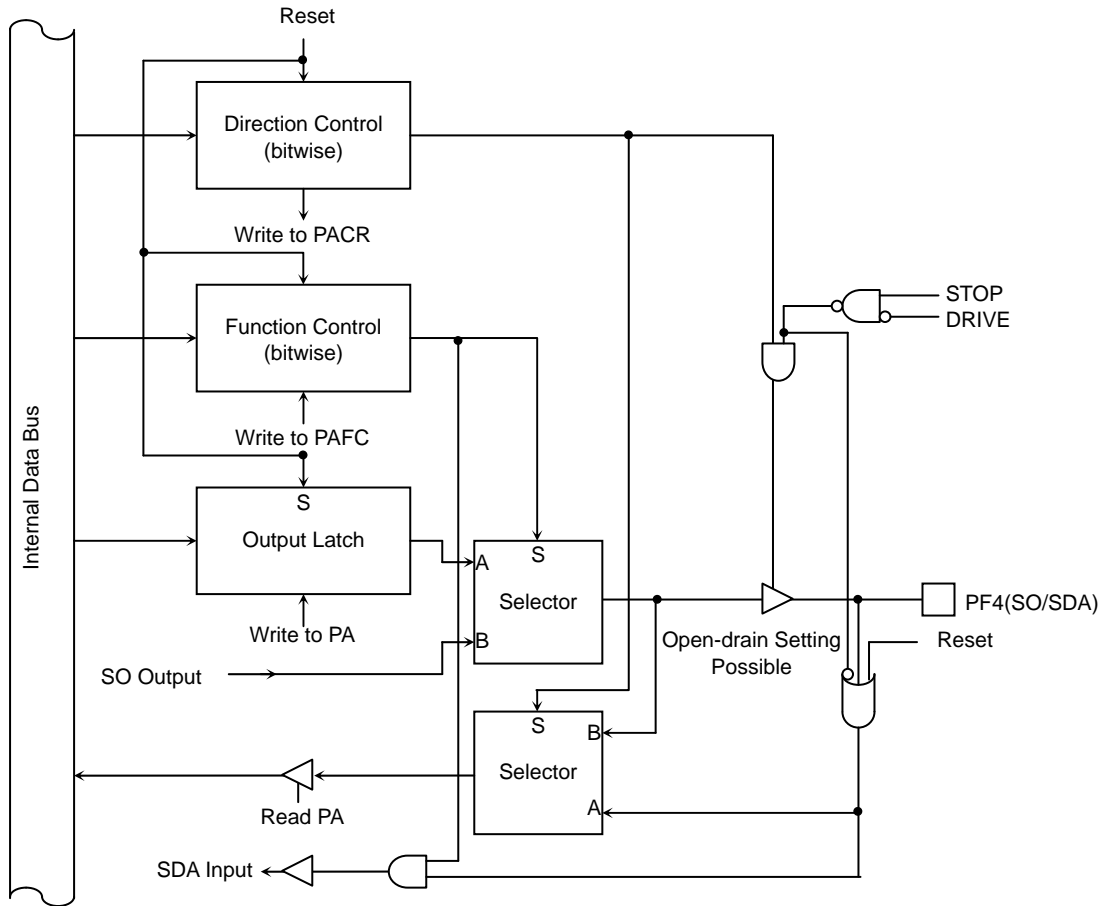 Reset
Direction Control
(bitwise)
Write to PACR
STOP
DRIVE
Function Control
(bitwise)
Internal Data Bus
Write to PAFC
S
Output Latch
A
S
Selector
B
Write to PA
SO Output
PF4(SO/SDA)
Open-drain Setting
Possible
Reset
S
B
Selector
A
Read PA
SDA Input